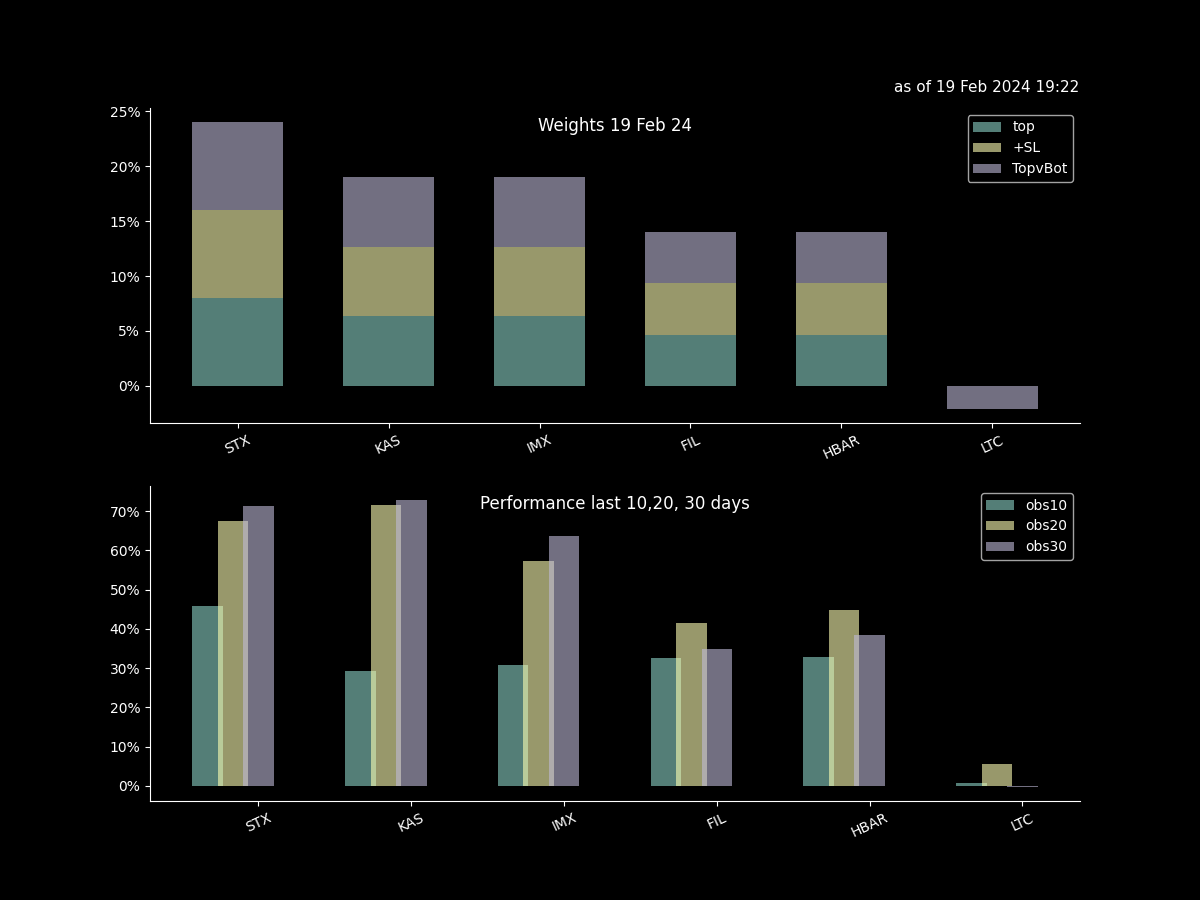 as of 19 Feb 2024 19:22
Weights 19 Feb 24
top
+SL
TopvBot
25%
20%
15%
10%
5%
0%
STX KAS IMX FIL HBAR LTC
Performance last 10,20, 30 days
obs10
obs20
obs30
70%
60%
50%
40%
30%
20%
10%
0%
STX KAS IMX FIL HBAR LTC